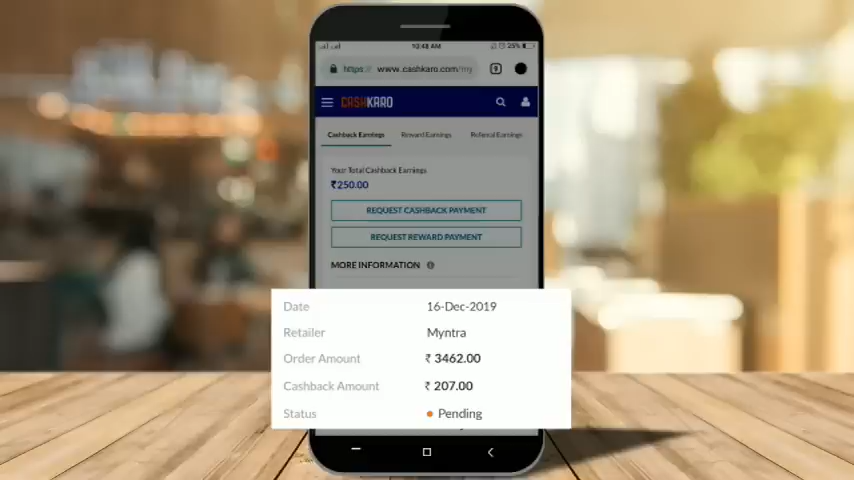 10:48 AM
25%
9
https://
www.cashkaro.com/my
CASHKARO
Cashback Earnings Reward Earnings Referral Earnings
Your Total Cashback Earnings
₹250.00
REQUEST CASHBACK PAYMENT
REQUEST REWARD PAYMENT
MORE INFORMATION
Date 16-Dec-2019
Retailer Myntra
Order Amount ₹ 3462.00
Cashback Amount ₹ 207.00
Status Pending